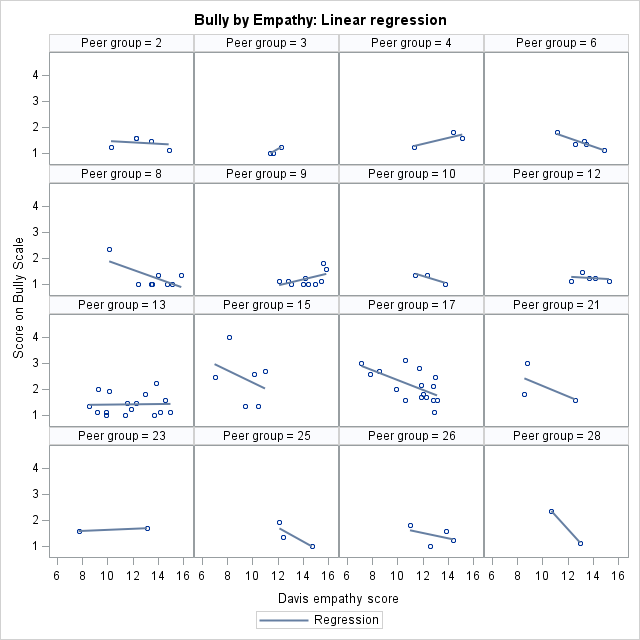 Bully by Empathy: Linear regression
Peer group = 2 Peer group = 3 Peer group = 4 Peer group = 6
4
3
2
1
Peer group = 8 Peer group = 9 Peer group = 10 Peer group = 12
4
3
2
1
Score on Bully Scale
Peer group = 13 Peer group = 15 Peer group = 17 Peer group = 21
4
3
2
1
Peer group = 23 Peer group = 25 Peer group = 26 Peer group = 28
4
3
2
1
6 8 10 12 14 16 6 8 10 12 14 16 6 8 10 12 14 16 6 8 10 12 14 16
Davis empathy score
Regression